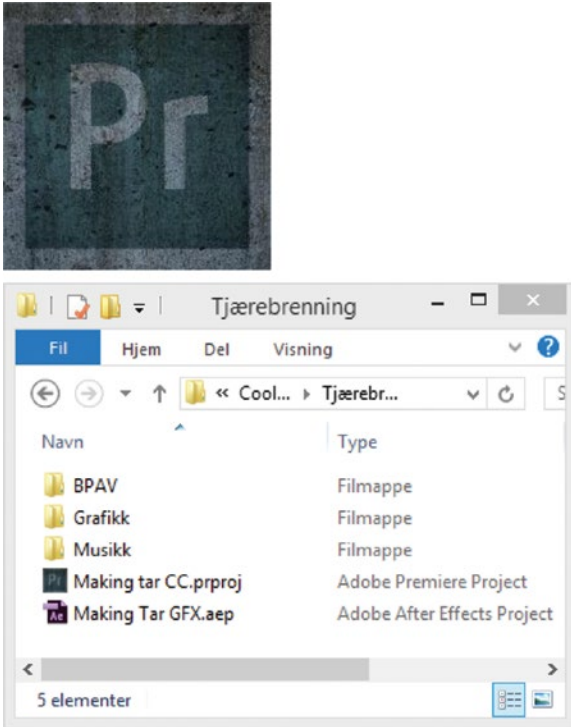 Pr
Tjærebrenning
Fil Hjem Del Visning
« Cool... Tjærebr... S
Navn Type
BPAV Filmappe
Grafikk Filmappe
Musikk Filmappe
Pr Making tar CC.prproj Adobe Premiere Project
Ae Making Tar GFX.aep Adobe After Effects Project
5 elementer